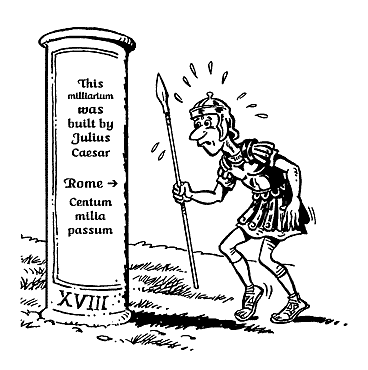 This
milliarium
was
built by
Julius
Caesar
Rome →
Centum
milia
passum
XVIII